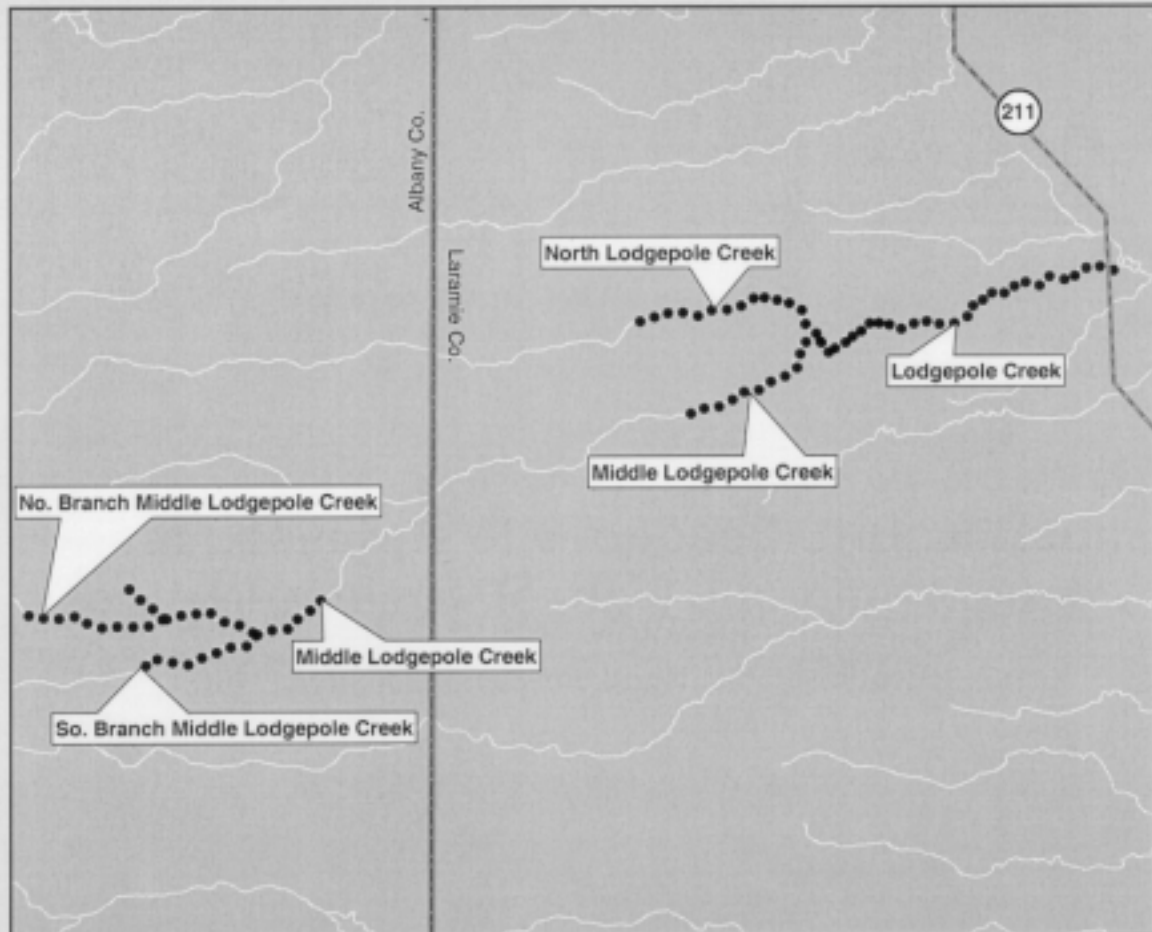 211
Albany Co.
Laramie Co.
North Lodgepole Creek
Lodgepole Creek
Middle Lodgepole Creek
No. Branch Middle Lodgepole Creek
Middle Lodgepole Creek
So. Branch Middle Lodgepole Creek